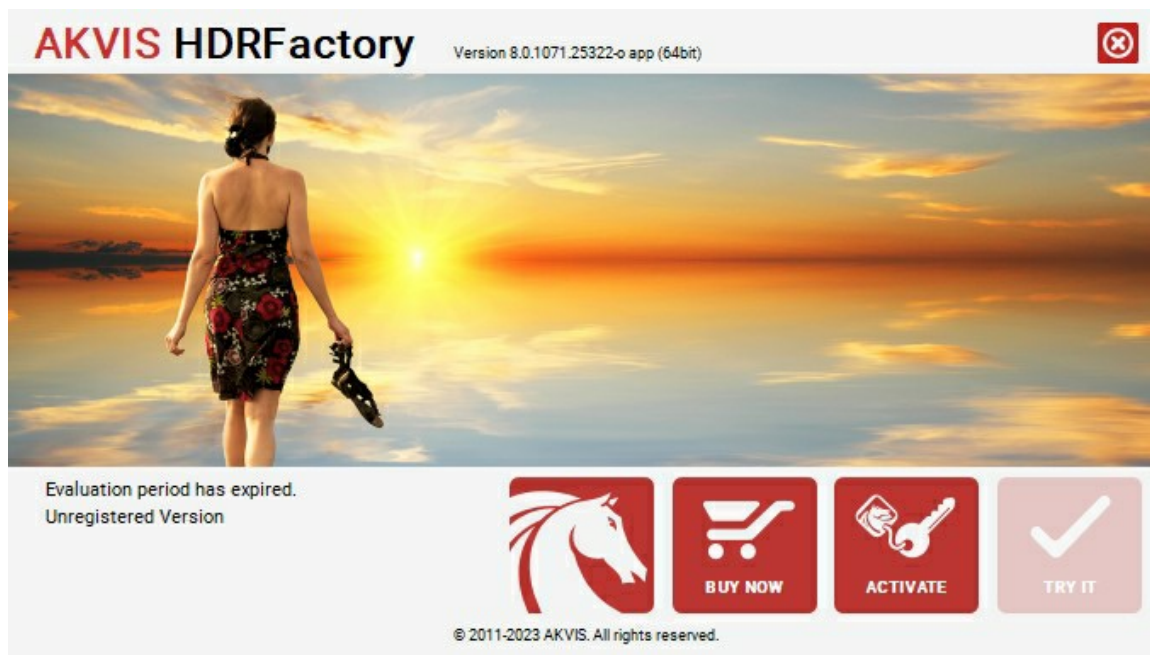 AKVIS HDRFactory Version 8.0.1071.25322-o app (64bit)
Evaluation period has expired.
Unregistered Version
BUY NOW ACTIVATE TRY IT
© 2011-2023 AKVIS. All rights reserved.